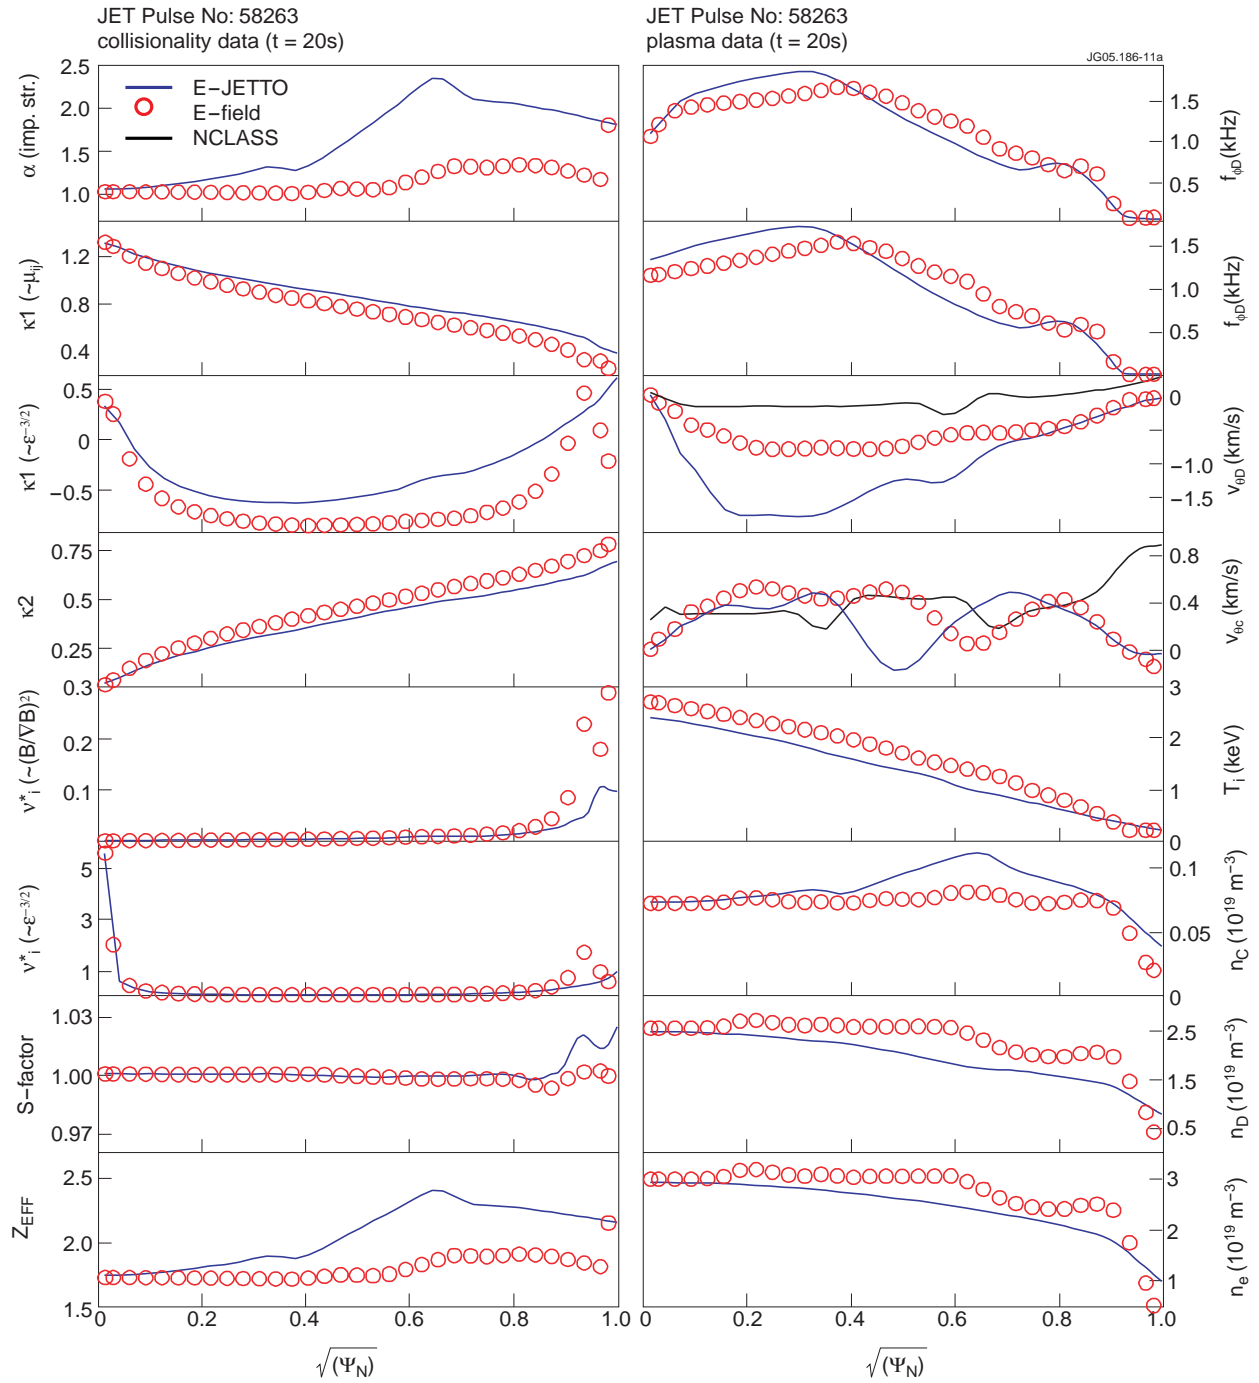 JET Pulse No: 58263
collisionality data (t = 20s)
JET Pulse No: 58263
plasma data (t = 20s)
JG05.186-11a
E-JETTO
E-field
NCLASS
α (imp. str.)
2.5
2.0
1.5
1.0
κ1 (~μij)
1.2
0.8
0.4
κ1 (~ε-3/2)
0.5
0
−0.5
κ2
0.75
0.5
0.25
ν*i (~(B/∇B)2
0.3
0.2
0.1
ν*i (~ε-3/2)
5
3
1
S−factor
1.03
1.00
0.97
ZEFF
2.5
2.0
1.5
0
0.2
0.4
0.6
0.8
1.0
√(ΨN)
1.5
1.0
0.5
fϕD(kHz)
1.5
1.0
0.5
fϕD(kHz)
0
−1.0
−1.5
vθD (km/s)
0.8
0.4
0
vθc (km/s)
3
2
1
0
Ti (keV)
0.1
0.05
0
nC (1019 m−3)
2.5
1.5
0.5
nD (1019 m−3)
3
2
1
ne (1019 m−3)
0
0.2
0.4
0.6
0.8
1.0
√(ΨN)